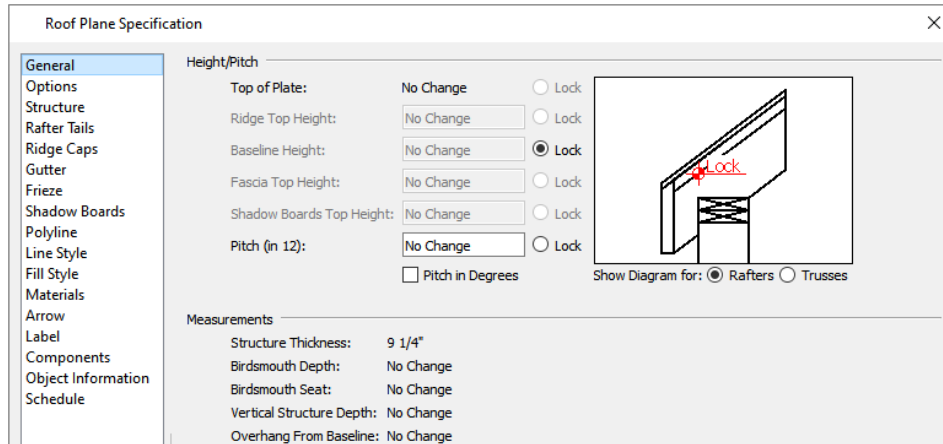 Roof Plane Specification
General
Options
Structure
Rafter Tails
Ridge Caps
Gutter
Frieze
Shadow Boards
Polyline
Line Style
Fill Style
Materials
Arrow
Label
Components
Object Information
Schedule
Height/Pitch
Top of Plate: No Change Lock
Ridge Top Height: No Change Lock
Baseline Height: No Change Lock
Fascia Top Height: No Change Lock
Shadow Boards Top Height: No Change Lock
Pitch (in 12): No Change Lock
Pitch in Degrees
Lock
Show Diagram for: Rafters Trusses
Measurements
Structure Thickness: 9 1/4"
Birdsmouth Depth: No Change
Birdsmouth Seat: No Change
Vertical Structure Depth: No Change
Overhang From Baseline: No Change